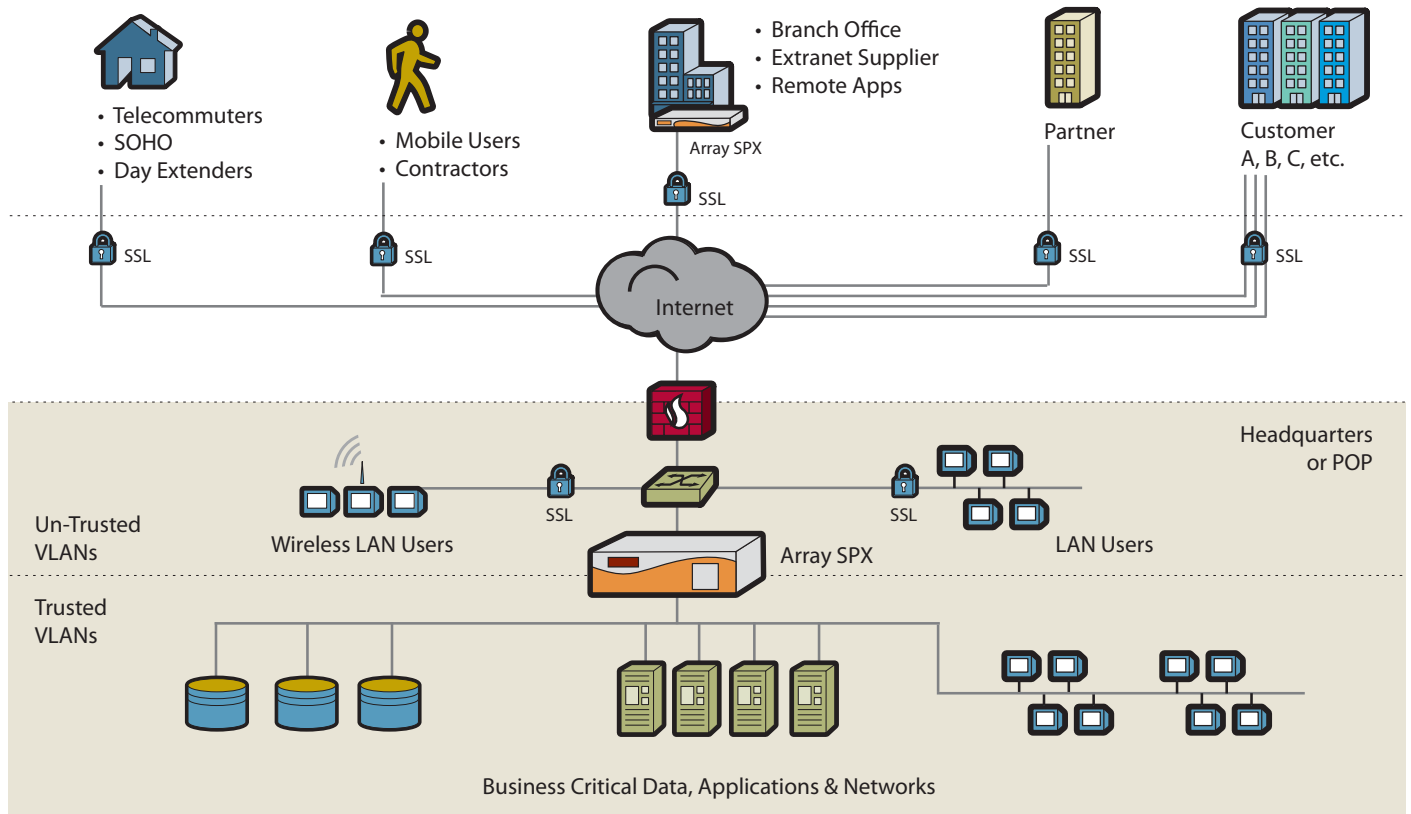 • Telecommuters
• SOHO
• Day Extenders
• Mobile Users
• Contractors
• Branch Office
• Extranet Supplier
• Remote Apps
Array SPX
Partner
Customer
A, B, C, etc.
SSL
SSL
SSL
SSL
SSL
Internet
Headquarters
or POP
Un-Trusted
VLANs
Wireless LAN Users
SSL
SSL
LAN Users
Array SPX
Trusted
VLANs
Business Critical Data, Applications & Networks